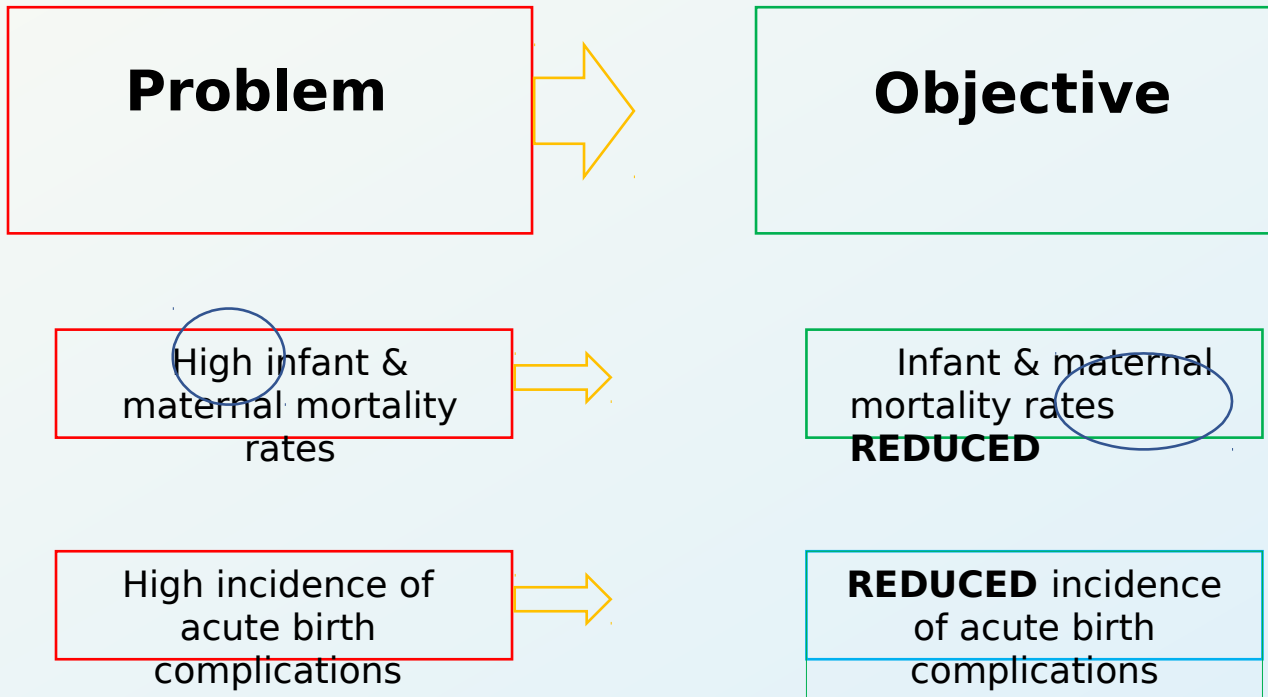 Problem
Objective
High infant &
maternal mortality
rates
Infant & maternal
mortality rates
REDUCED
High incidence of
acute birth
complications
REDUCED incidence
of acute birth
complications